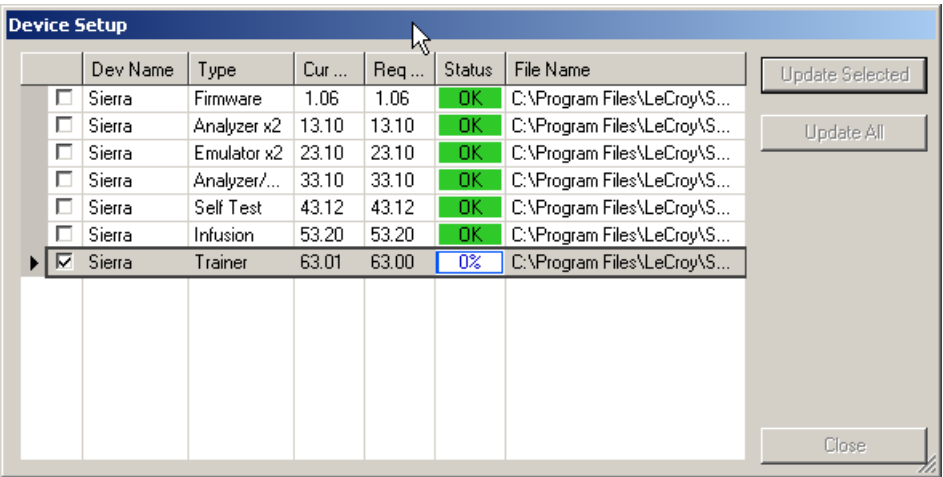 Device Setup
Dev Name Type Cur ... Req ... Status File Name
Sierra Firmware 1.06 1.06 OK C:\Program Files\LeCroy\S...
Sierra Analyzer x2 13.10 13.10 OK C:\Program Files\LeCroy\S...
Sierra Emulator x2 23.10 23.10 OK C:\Program Files\LeCroy\S...
Sierra Analyzer/... 33.10 33.10 OK C:\Program Files\LeCroy\S...
Sierra Self Test 43.12 43.12 OK C:\Program Files\LeCroy\S...
Sierra Infusion 53.20 53.20 OK C:\Program Files\LeCroy\S...
Sierra Trainer 63.01 63.00 0% C:\Program Files\LeCroy\S...
Update Selected
Update All
Close